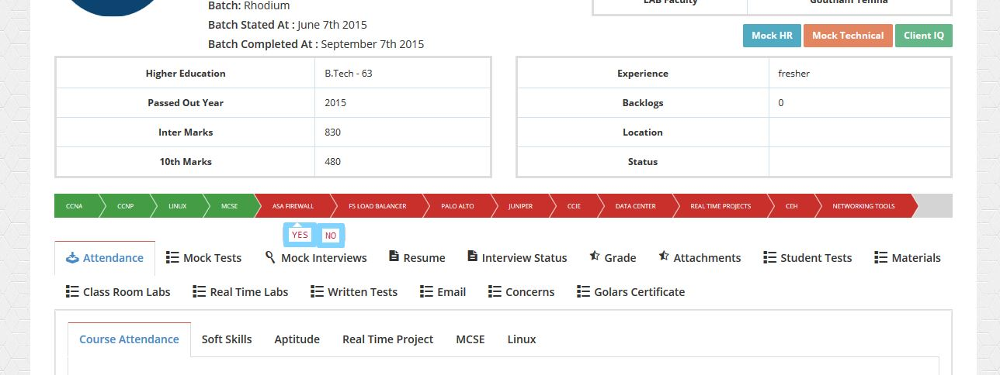 Batch: Rhodium
LAB Faculty
Batch Stated At : June 7th 2015
Batch Completed At : September 7th 2015
Mock HR Mock Technical Client IQ
Higher Education B.Tech - 63
Passed Out Year 2015
Inter Marks 830
10th Marks 480
Experience fresher
Backlogs 0
Location
Status
CCNA CCNP LINUX MCSE ASA FIREWALL F5 LOAD BALANCER PALO ALTO JUNIPER CCIE DATA CENTER REAL TIME PROJECTS CEH NETWORKING TOOLS
YES NO
Attendance Mock Tests Mock Interviews Resume Interview Status Grade Attachments Student Tests Materials
Class Room Labs Real Time Labs Written Tests Email Concerns Golars Certificate
Course Attendance Soft Skills Aptitude Real Time Project MCSE Linux